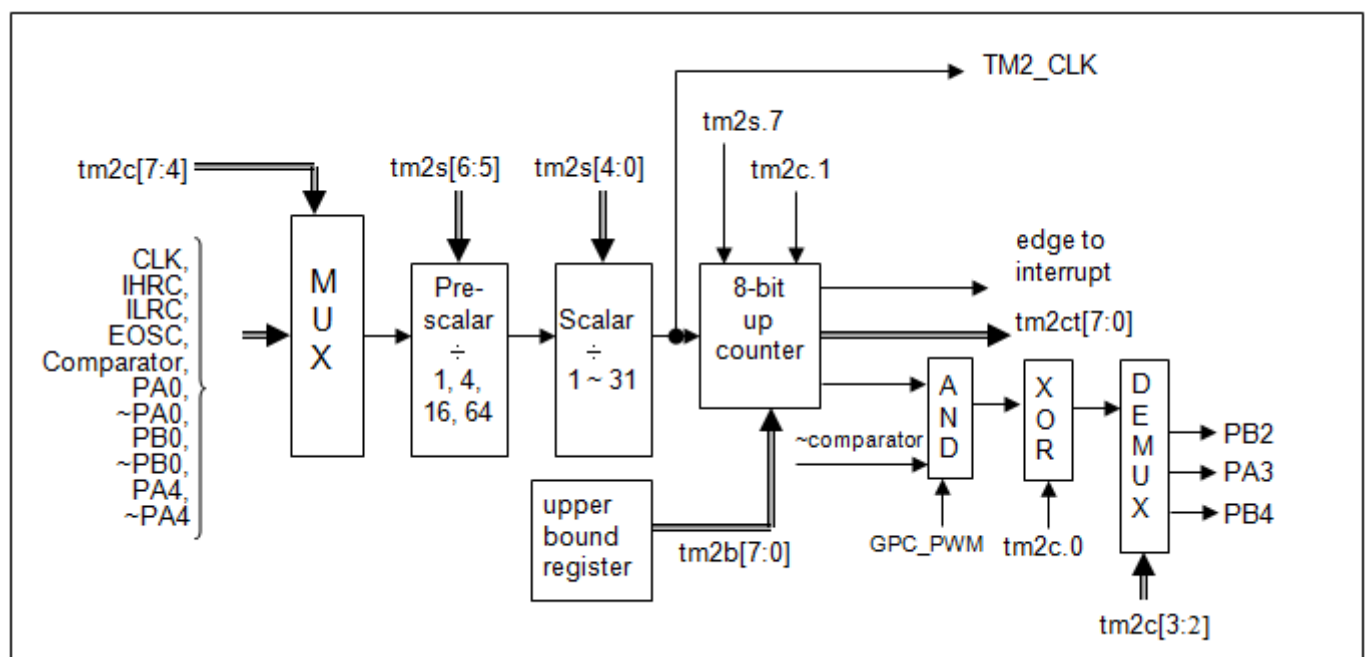 TM2_CLK
tm2s.7
tm2c[7:4]
tm2s[6:5]
tm2s[4:0]
tm2c.1
CLK,
IHRC,
ILRC,
EOSC,
Comparator,
PA0,
~PA0,
PB0,
~PB0,
PA4,
~PA4
M
U
X
Pre-
scalar
÷
1, 4,
16, 64
Scalar
÷
1 ~ 31
8-bit
up
counter
edge to
interrupt
tm2ct[7:0]
~comparator
A
N
D
X
O
R
D
E
M
U
X
PB2
PA3
PB4
upper
bound
register
tm2b[7:0]
GPC_PWM
tm2c.0
tm2c[3:2]